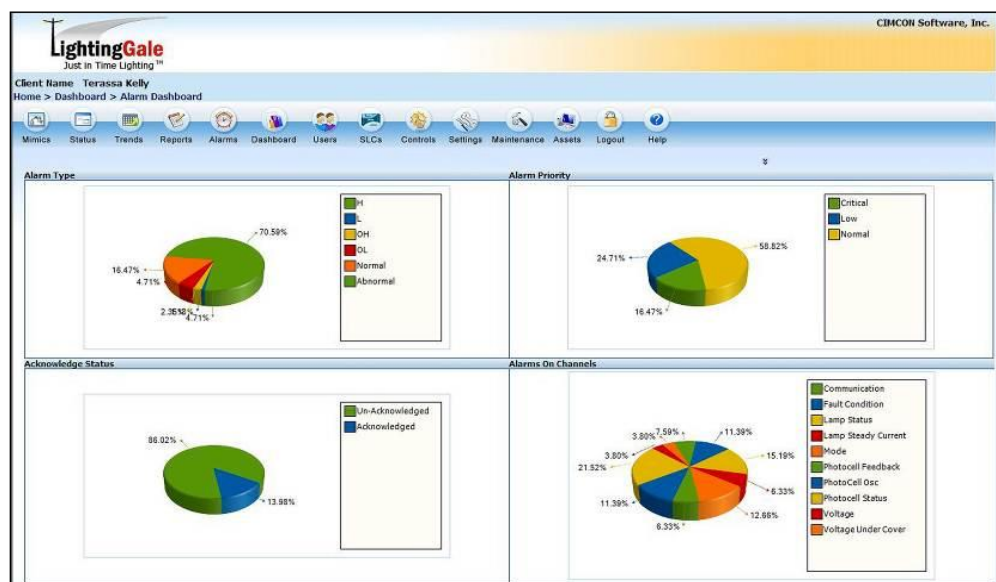 CIMCON Software, Inc.
LightingGale
Just in Time Lighting™
Client Name Terassa Kelly
Home > Dashboard > Alarm Dashboard
Mimics Status Trends Reports Alarms Dashboard Users SLCs Controls Settings Maintenance Assets Logout Help
Alarm Type
70.59%
16.47%
4.71%
4.71%
H
L
OH
OL
Normal
Abnormal
Alarm Priority
58.82%
24.71%
16.47%
Critical
Low
Normal
Acknowledge Status
86.02%
13.98%
Un-Acknowledged
Acknowledged
Alarms On Channels
7.59%
11.39%
3.80%
15.19%
3.80%
21.52%
6.33%
11.39%
12.66%
6.33%
Communication
Fault Condition
Lamp Status
Lamp Steady Current
Mode
Photocell Feedback
PhotoCell Osc
Photocell Status
Voltage
Voltage Under Cover